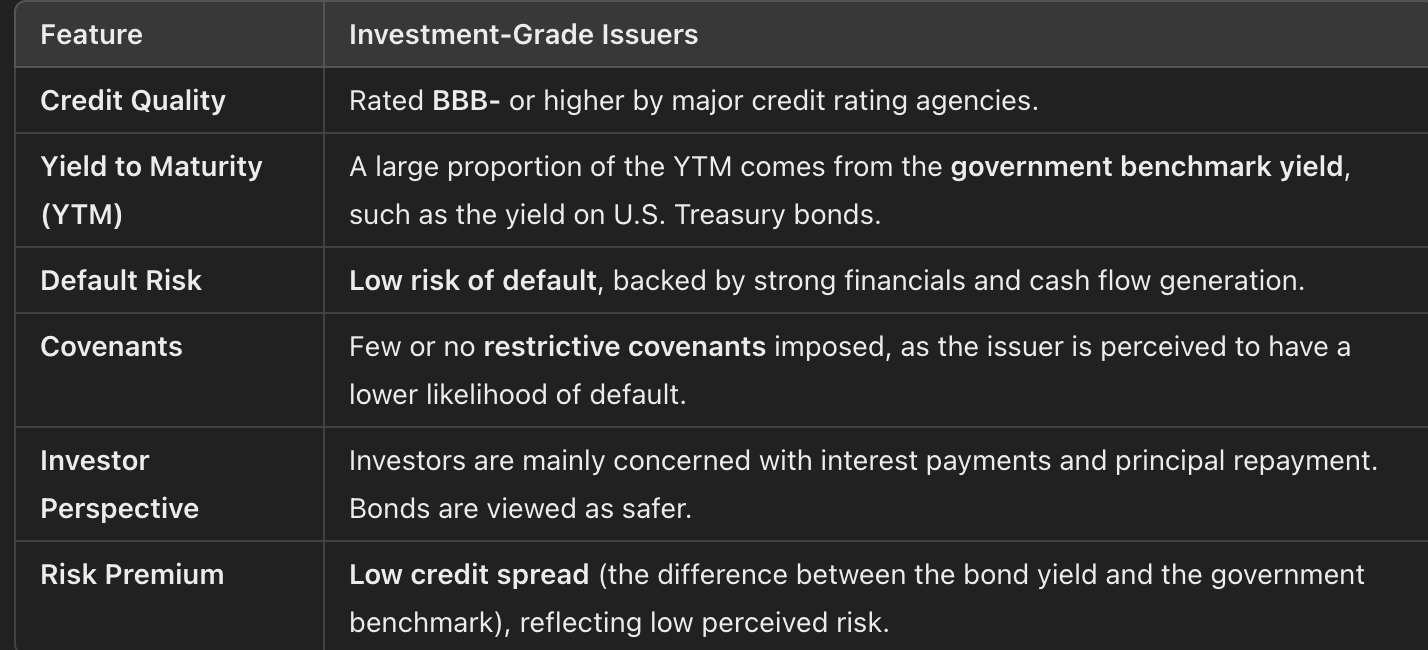 Feature Investment-Grade Issuers
Credit Quality Rated BBB- or higher by major credit rating agencies.
Yield to Maturity A large proportion of the YTM comes from the government benchmark yield,
(YTM) such as the yield on U.S. Treasury bonds.
Default Risk Low risk of default, backed by strong financials and cash flow generation.
Covenants Few or no restrictive covenants imposed, as the issuer is perceived to have a
lower likelihood of default.
Investor Investors are mainly concerned with interest payments and principal repayment.
Perspective Bonds are viewed as safer.
Risk Premium Low credit spread (the difference between the bond yield and the government
benchmark), reflecting low perceived risk.